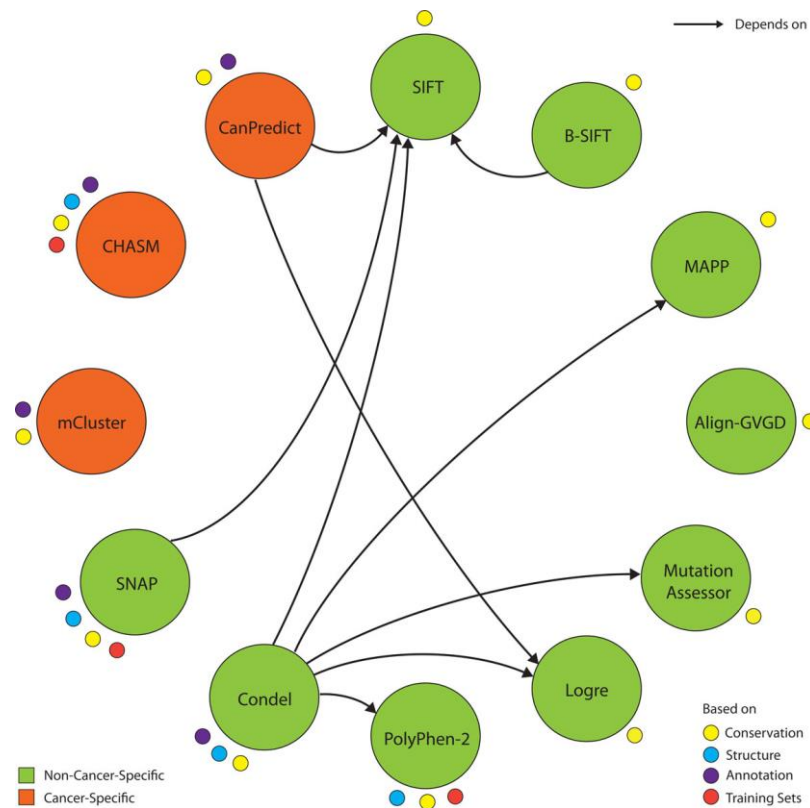 Depends on
SIFT
CanPredict
B-SIFT
CHASM
MAPP
mCluster
Align-GVGD
SNAP
Mutation
Assessor
Condel
Logre
PolyPhen-2
Based on
Conservation
Structure
Annotation
Training Sets
Non-Cancer-Specific
Cancer-Specific